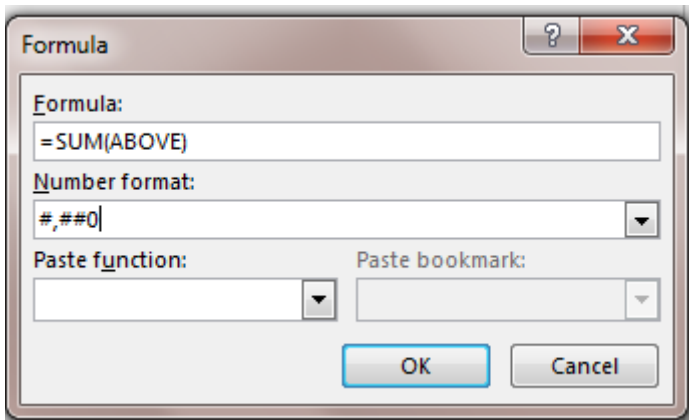 Formula
?
Formula:
=SUM(ABOVE)
Number format:
#,##0
Paste function: Paste bookmark:
OK Cancel